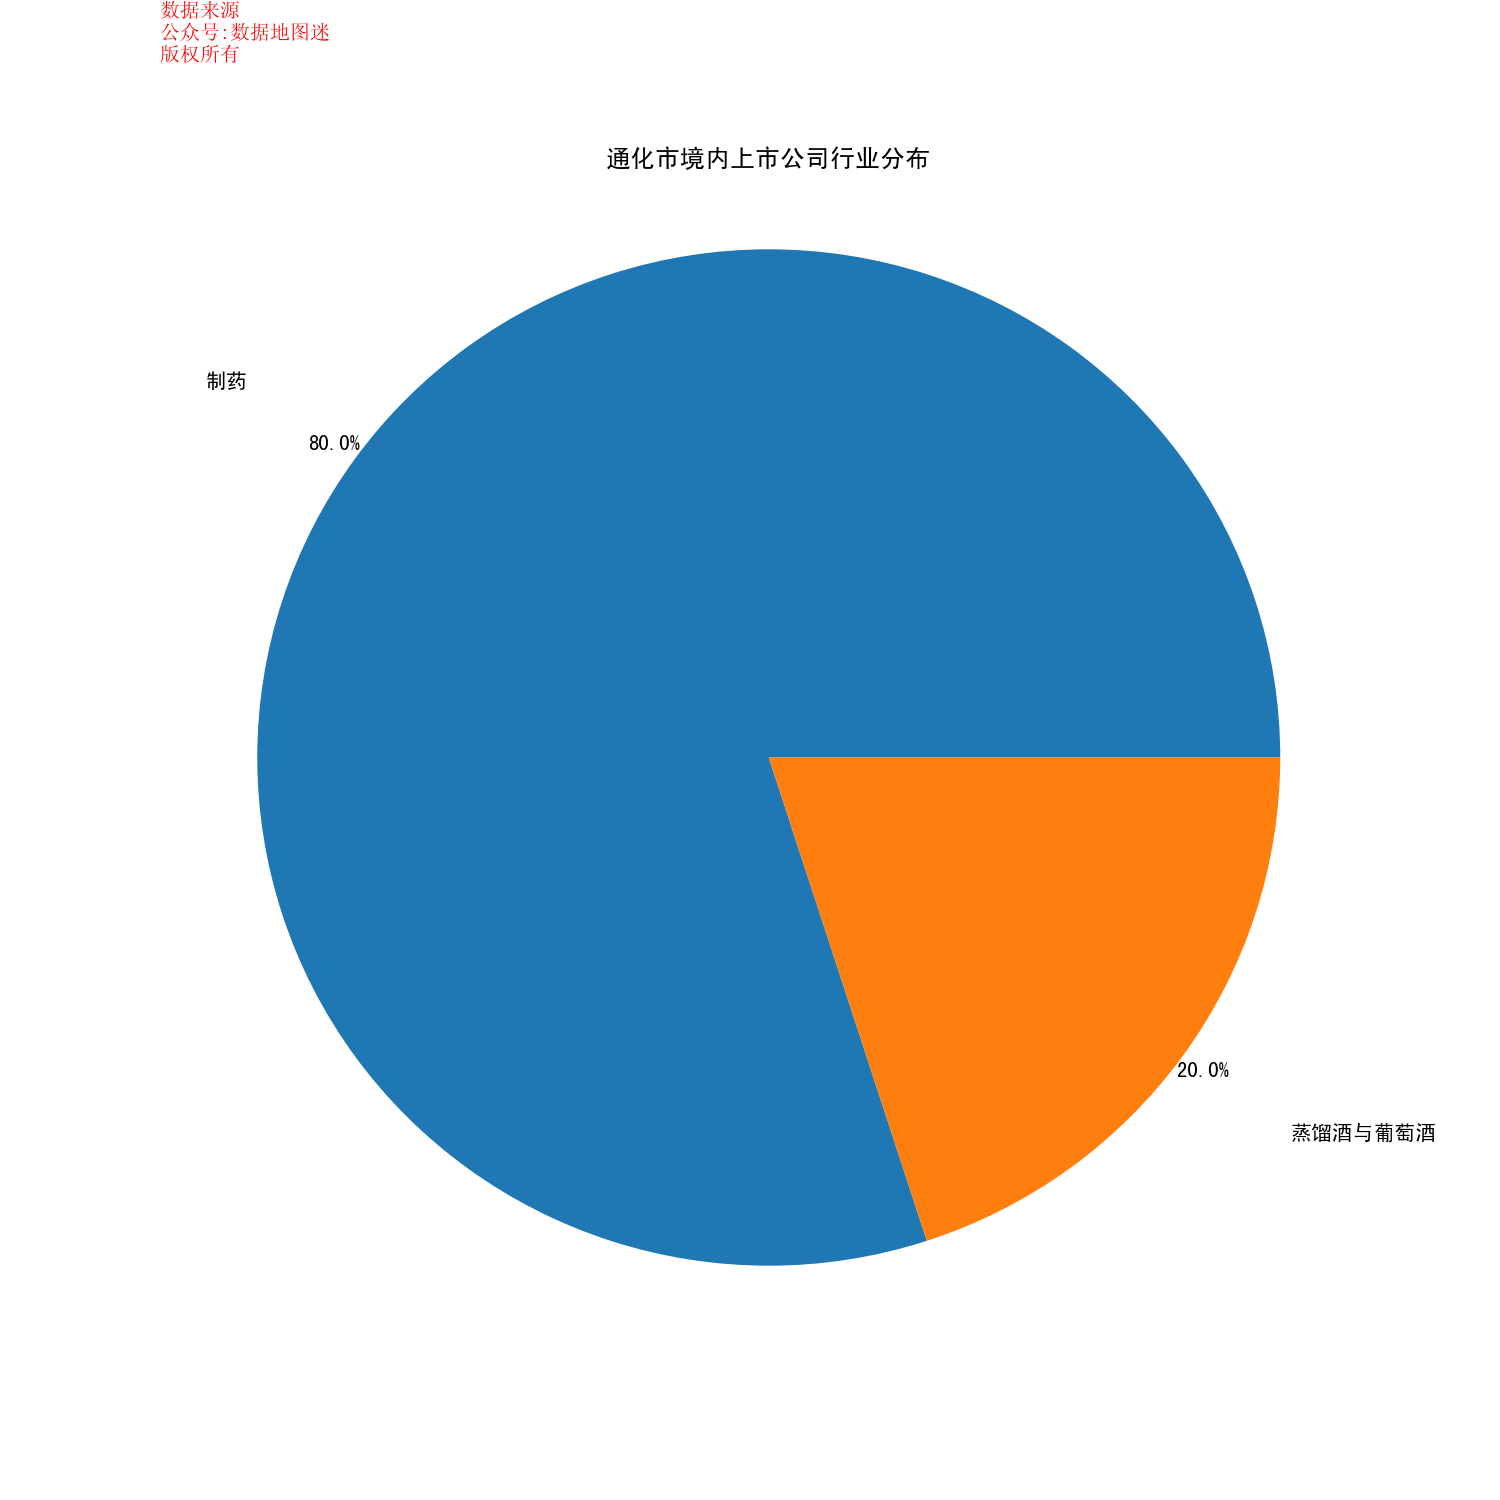 数据来源
公众号:数据地图迷
版权所有
通化市境内上市公司行业分布
制药
80.0%
20.0%
蒸馏酒与葡萄酒